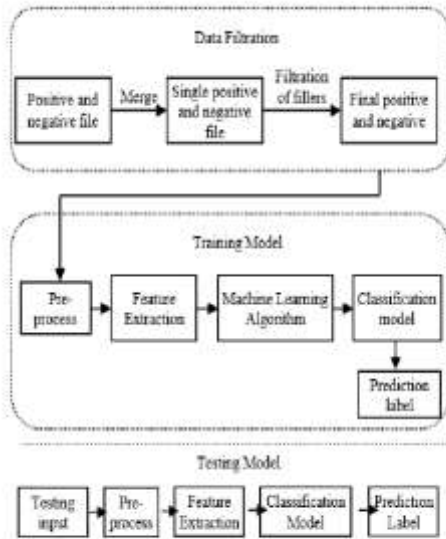 Data Filtration
Positive and
negative file
Merge
Single positive
and negative
file
Filtration
of fillers
Final positive
and negative
Training Model
Pre-
process
Feature
Extraction
Machine Learning
Algorithm
Classification
model
Prediction
label
Testing Model
Testing
input
Pre-
process
Feature
Extraction
Classification
Model
Prediction
Label